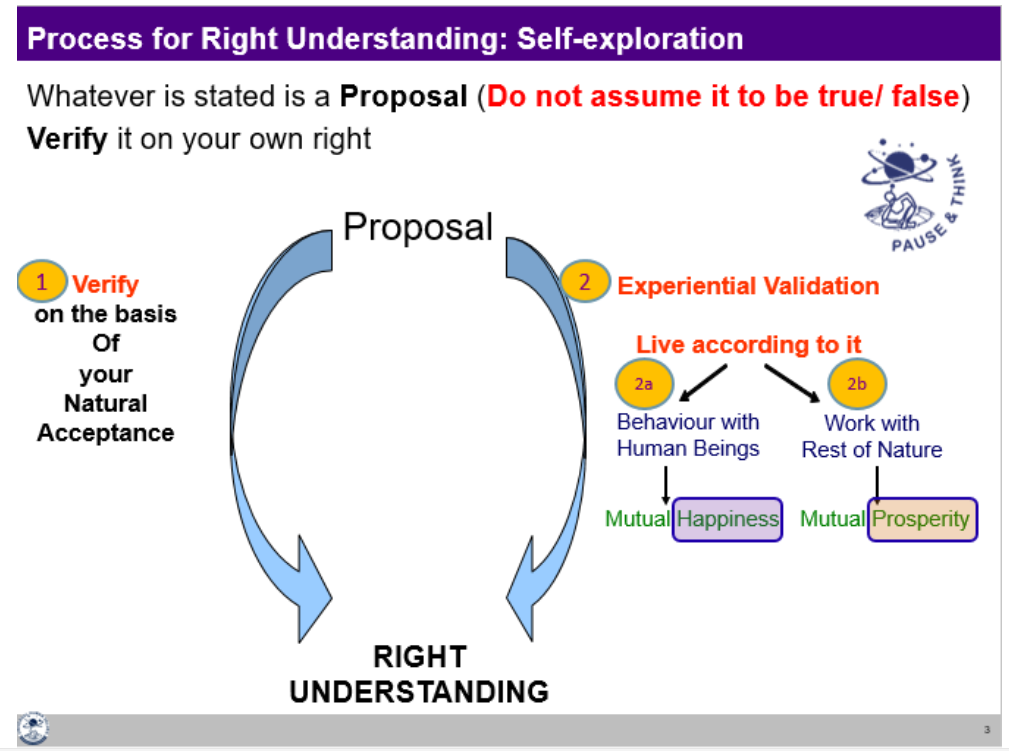 Process for Right Understanding: Self-exploration
Whatever is stated is a Proposal (Do not assume it to be true/ false)
Verify it on your own right
PAUSE & THINK
Proposal
1 Verify
on the basis
Of
your
Natural
Acceptance
2 Experiential Validation
Live according to it
2a
2b
Behaviour with
Human Beings
Work with
Rest of Nature
Mutual Happiness
Mutual Prosperity
RIGHT
UNDERSTANDING
3